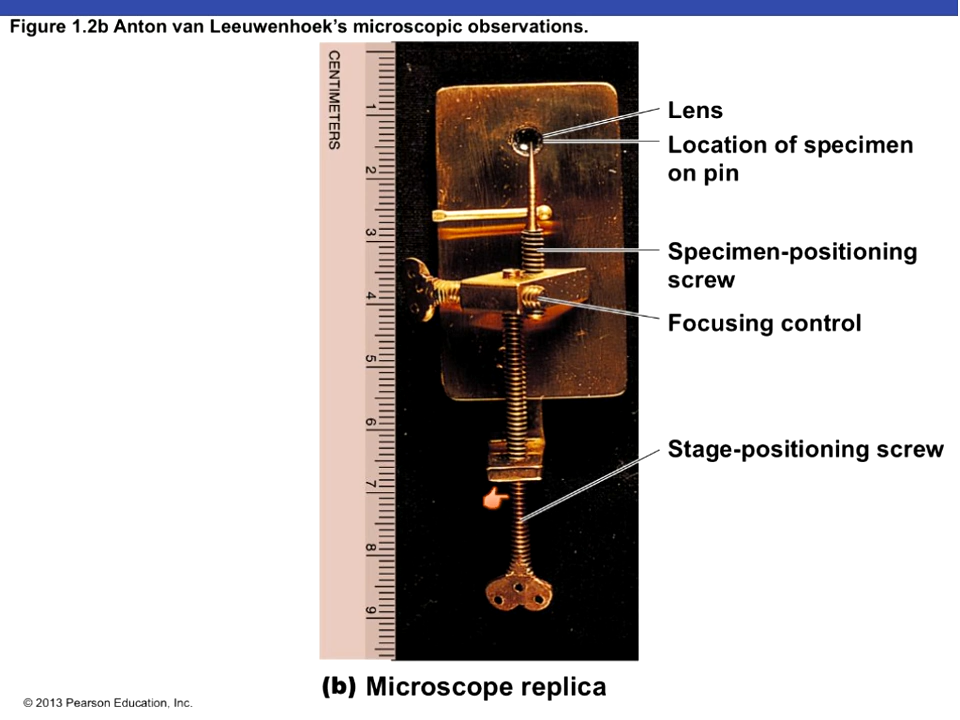 Figure 1.2b Anton van Leeuwenhoek’s microscopic observations.
CENTIMETERS
1
2
3
4
5
6
7
8
9
Lens
Location of specimen
on pin
Specimen-positioning
screw
Focusing control
Stage-positioning screw
(b) Microscope replica
© 2013 Pearson Education, Inc.